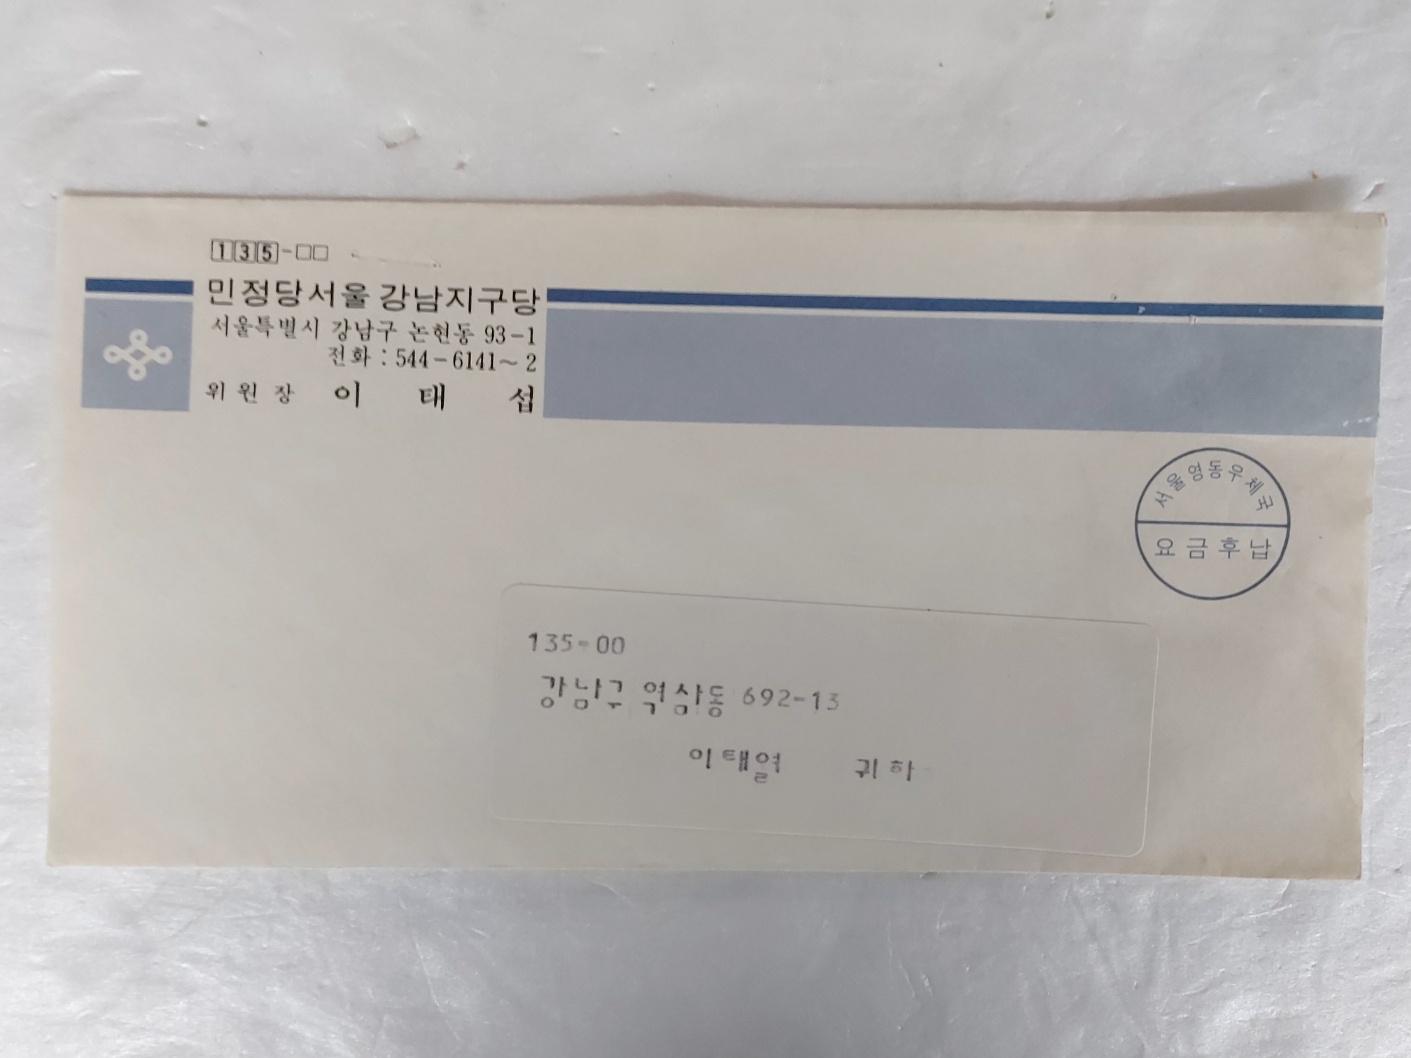 135-□□
민정당서울 강남지구당
서울특별시 강남구 논현동 93-1
전화 : 544-6141~2
위원장 이 태 섭
서울영동우체국
요금후납
135-00
강남구 역삼동 692-13
이태열 귀하